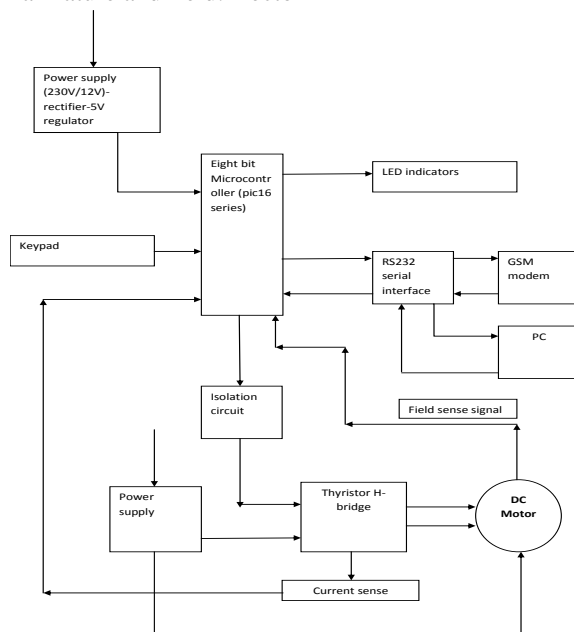 Power supply
(230V/12V)-
rectifier-5V
regulator
Eight bit
Microcontr
oller (pic16
series)
LED indicators
Keypad
RS232
serial
interface
GSM
modem
PC
Isolation
circuit
Field sense signal
Power
supply
Thyristor H-
bridge
DC
Motor
Current sense